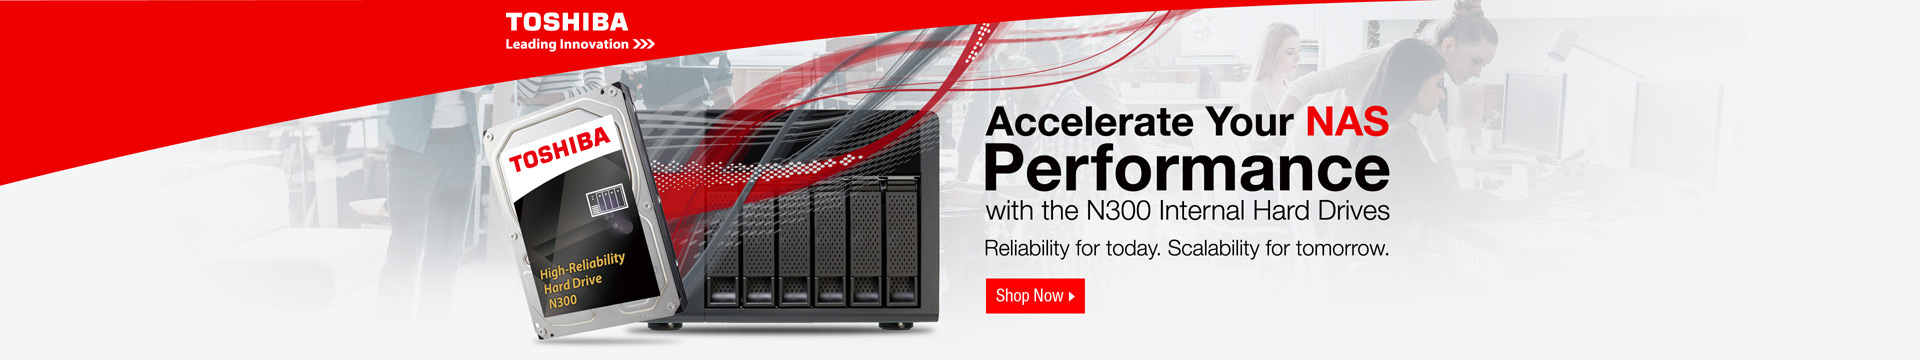 TOSHIBA
Leading Innovation >>>
TOSHIBA
High-Reliability
Hard Drive
N300
Accelerate Your NAS
Performance
with the N300 Internal Hard Drives
Reliability for today. Scalability for tomorrow.
Shop Now